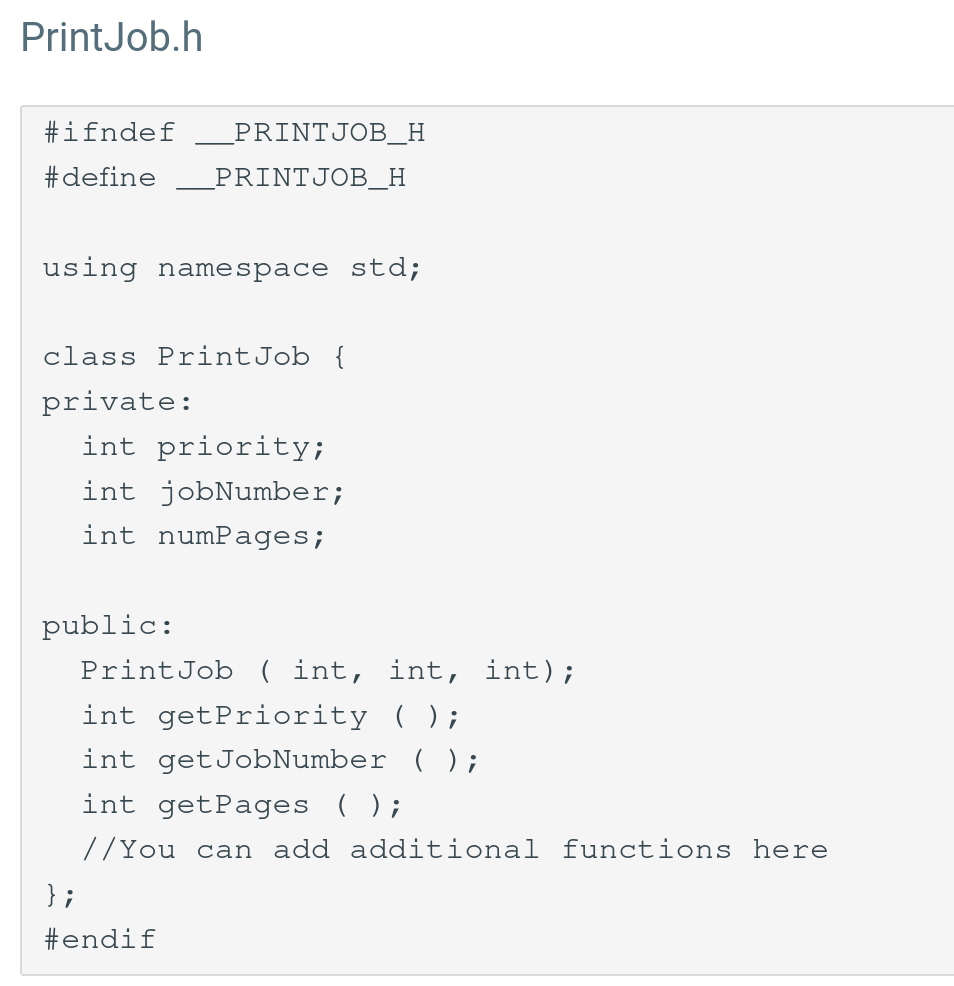 PrintJob.h
#ifndef __PRINTJOB_H
#define __PRINTJOB_H
using namespace std;
class PrintJob {
private:
int priority;
int jobNumber;
int numPages;
public:
PrintJob ( int, int, int);
int getPriority ( );
int getJobNumber ( );
int getPages ( );
//You can add additional functions here
};
#endif